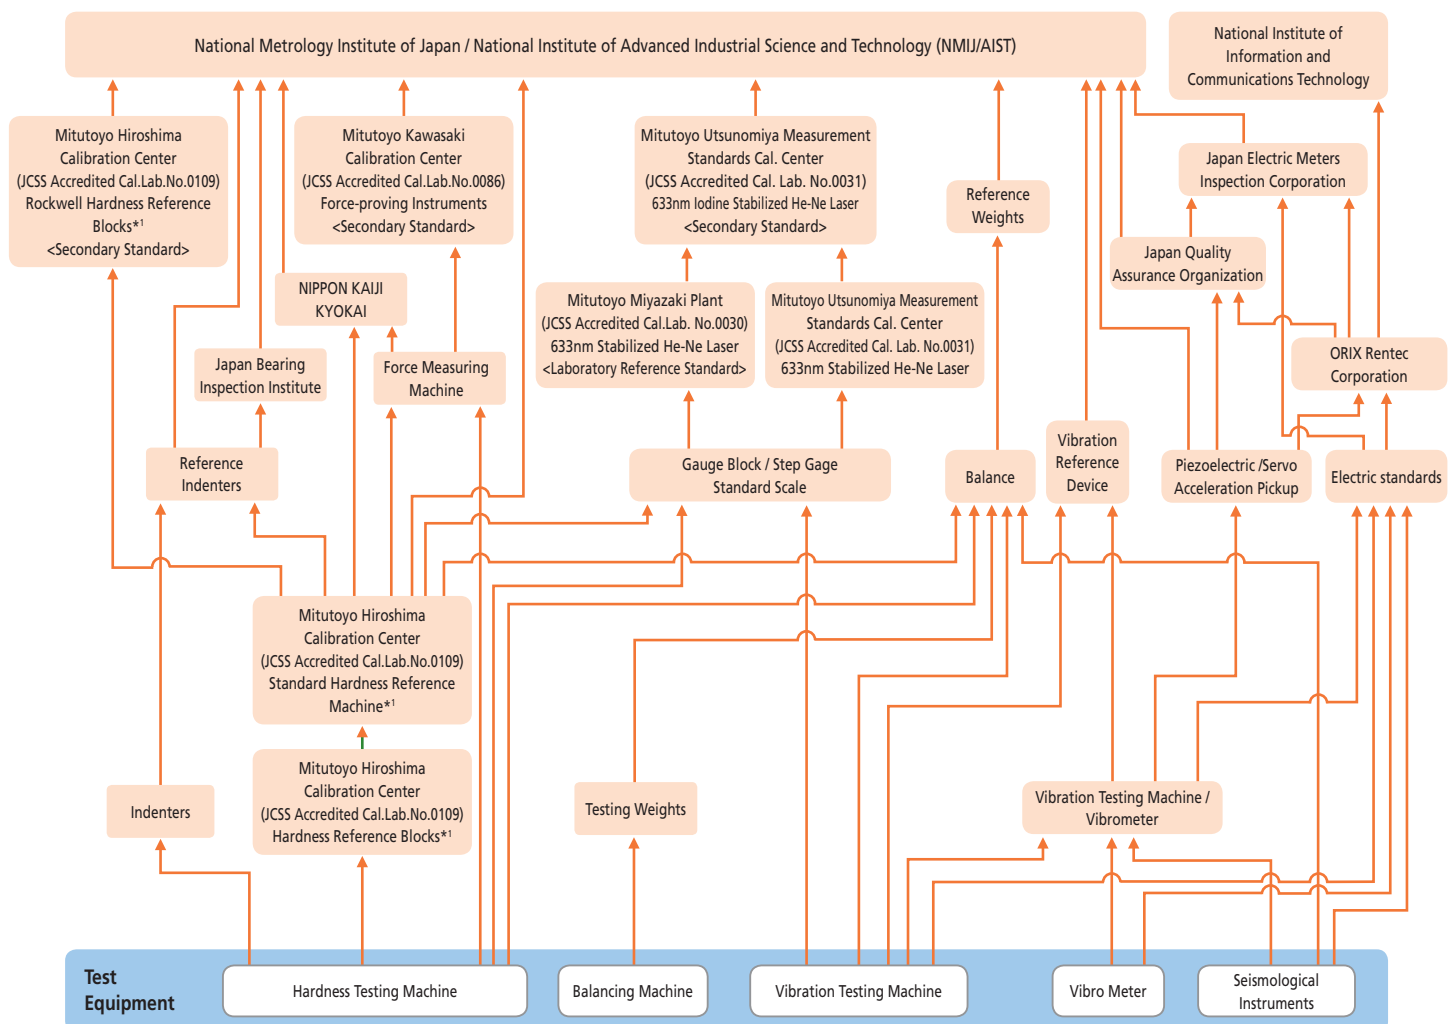 National Metrology Institute of Japan / National Institute of Advanced Industrial Science and Technology (NMIJ/AIST)
National Institute of
Information and
Communications Technology
Mitutoyo Hiroshima
Calibration Center
(JCSS Accredited Cal.Lab.No.0109)
Rockwell Hardness Reference
Blocks*1
<Secondary Standard>
Mitutoyo Kawasaki
Calibration Center
(JCSS Accredited Cal.Lab.No.0086)
Force-proving Instruments
<Secondary Standard>
Mitutoyo Utsunomiya Measurement
Standards Cal. Center
(JCSS Accredited Cal. Lab. No.0031)
633nm Iodine Stabilized He-Ne Laser
<Secondary Standard>
Reference
Weights
Japan Electric Meters
Inspection Corporation
Japan Quality
Assurance Organization
NIPPON KAIJI
KYOKAI
Mitutoyo Miyazaki Plant
(JCSS Accredited Cal.Lab. No.0030)
633nm Stabilized He-Ne Laser
<Laboratory Reference Standard>
Mitutoyo Utsunomiya Measurement
Standards Cal. Center
(JCSS Accredited Cal. Lab. No.0031)
633nm Stabilized He-Ne Laser
Japan Bearing
Inspection Institute
Force Measuring
Machine
ORIX Rentec
Corporation
Reference
Indenters
Gauge Block / Step Gage
Standard Scale
Balance
Vibration
Reference
Device
Piezoelectric /Servo
Acceleration Pickup
Electric standards
Mitutoyo Hiroshima
Calibration Center
(JCSS Accredited Cal.Lab.No.0109)
Standard Hardness Reference
Machine*1
Mitutoyo Hiroshima
Calibration Center
(JCSS Accredited Cal.Lab.No.0109)
Hardness Reference Blocks*1
Indenters
Testing Weights
Vibration Testing Machine /
Vibrometer
Test
Equipment
Hardness Testing Machine
Balancing Machine
Vibration Testing Machine
Vibro Meter
Seismological
Instruments